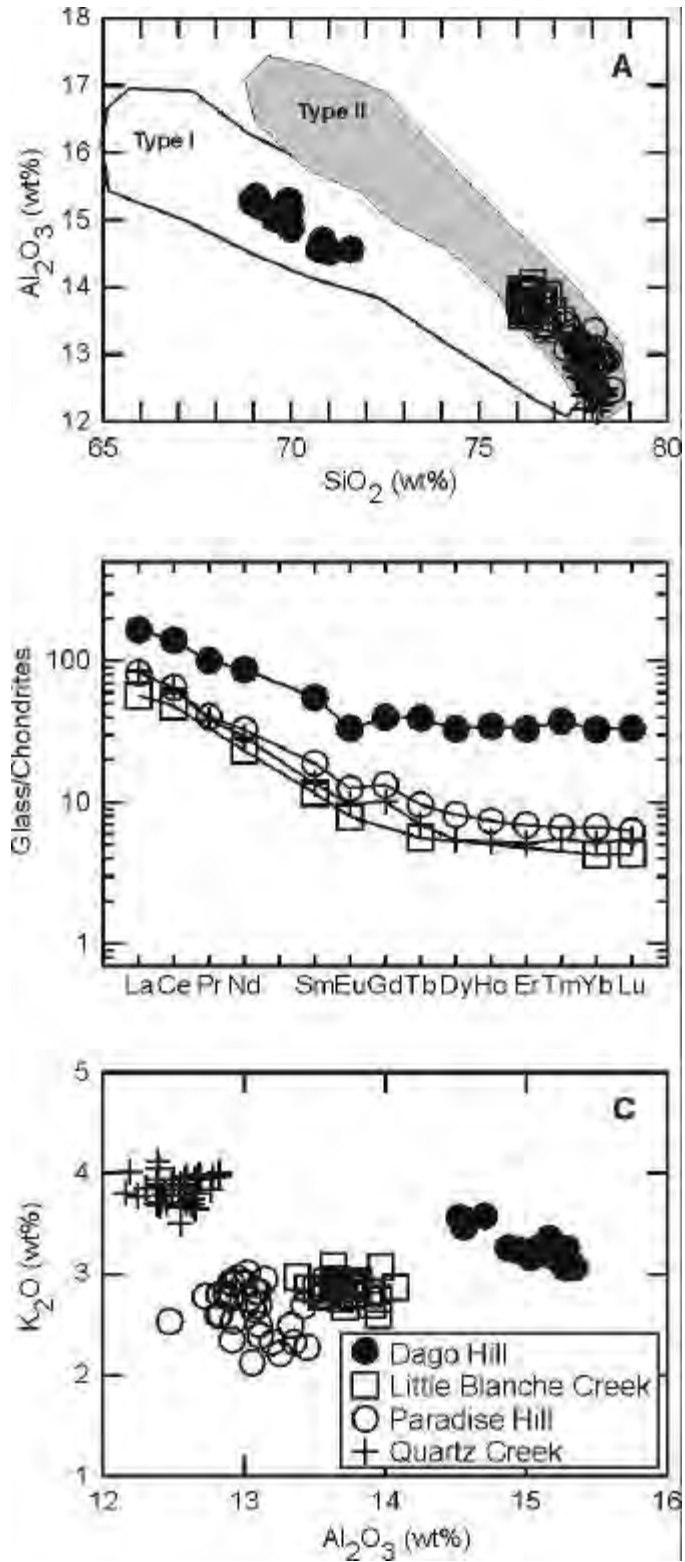 18
17
16
15
14
13
12
Al2O3 (wt%)
A
Type I
Type II
65
70
75
80
SiO2 (wt%)
100
10
1
Glass/Chondrites
La Ce Pr Nd Sm Eu Gd Tb Dy Ho Er Tm Yb Lu
5
4
3
2
1
K2O (wt%)
C
Dago Hill
Little Blanche Creek
Paradise Hill
Quartz Creek
12
13
14
15
16
Al2O3 (wt%)